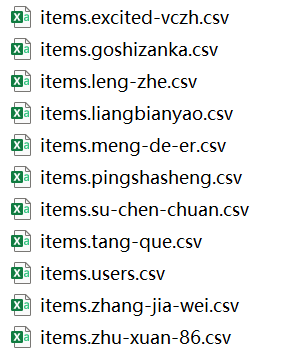 items.excited-vczh.csv
items.goshizanka.csv
items.leng-zhe.csv
items.liangbianyao.csv
items.meng-de-er.csv
items.pingshasheng.csv
items.su-chen-chuan.csv
items.tang-que.csv
items.users.csv
items.zhang-jia-wei.csv
items.zhu-xuan-86.csv